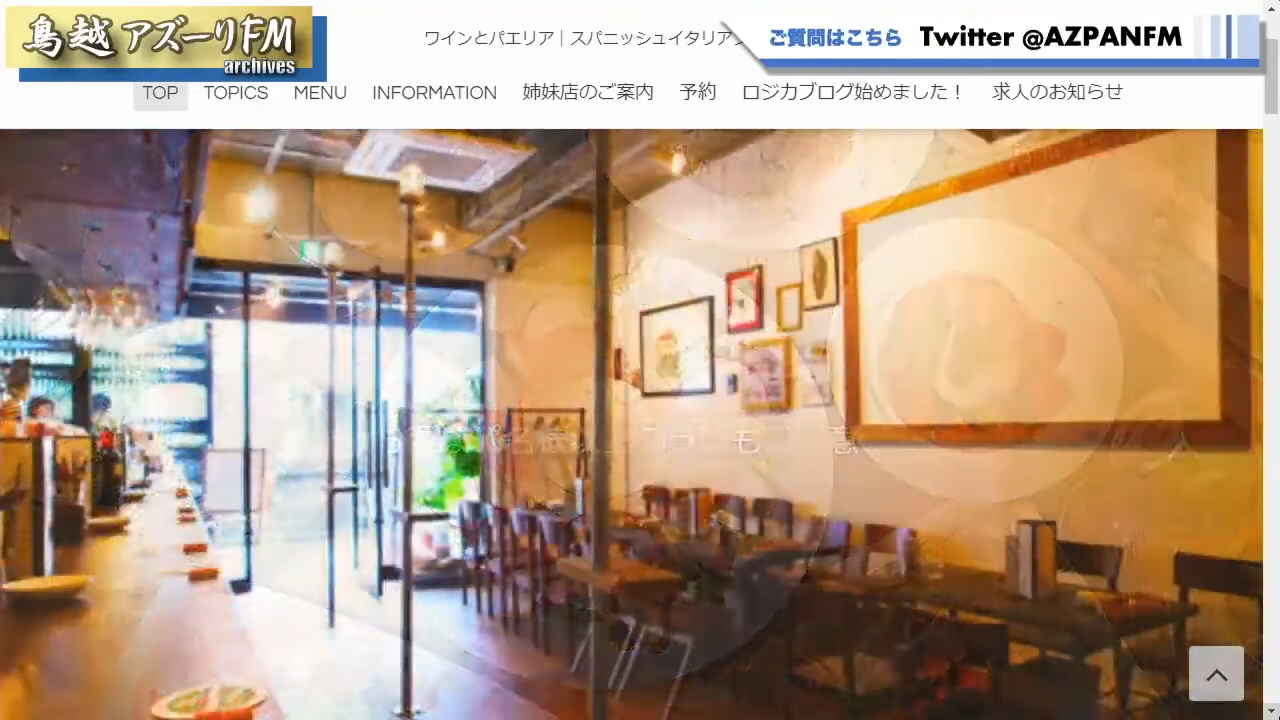 鳥越 アズーリFM
archives
ワインとパエリア｜スパニッシュイタリア
ご質問はこちら Twitter @AZPANFM
TOP TOPICS MENU INFORMATION 姉妹店のご案内 予約 ロジカブログ始めました！ 求人のお知らせ